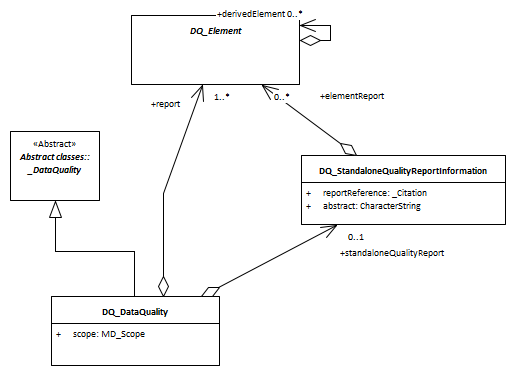 +derivedElement 0..*
DQ_Element
1..*
0..*
+report
+elementReport
«Abstract»
Abstract classes::
_DataQuality
DQ_StandaloneQualityReportInformation
+ reportReference: _Citation
+ abstract: CharacterString
0..1
+standaloneQualityReport
DQ_DataQuality
+ scope: MD_Scope